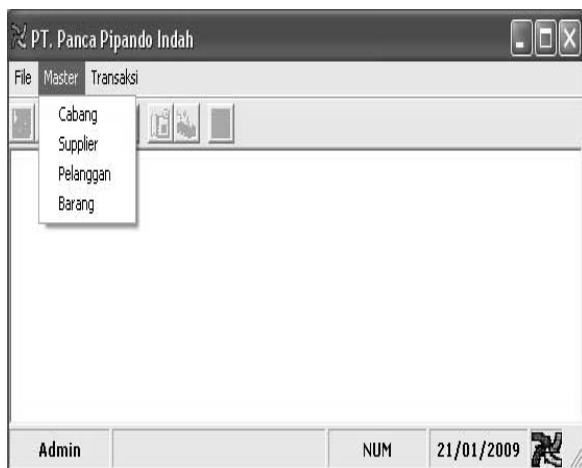 PT. Panca Pipando Indah
File Master Transaksi
Cabang
Supplier
Pelanggan
Barang
Admin NUM 21/01/2009